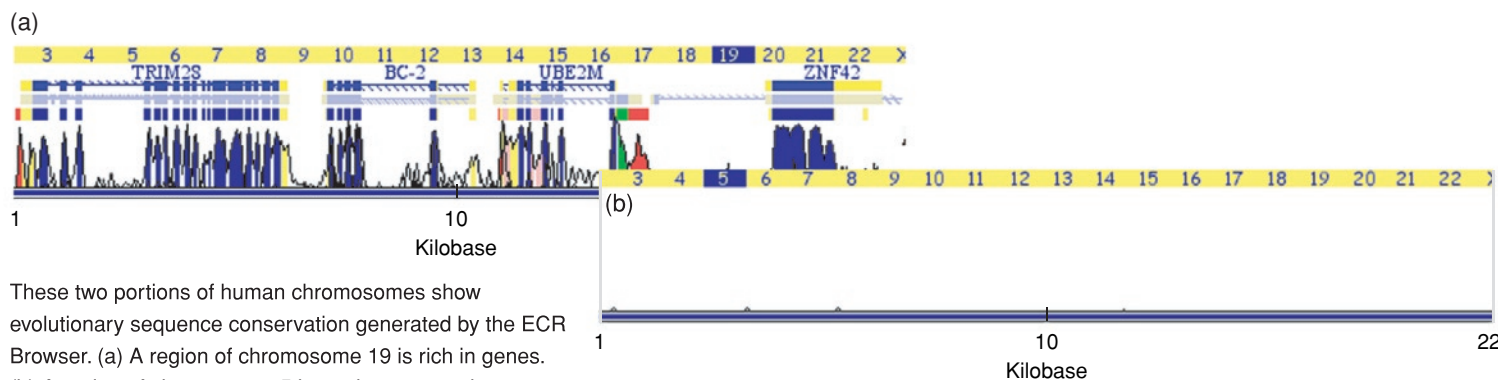 (a)
3 4 5 6 7 8 9 10 11 12 13 14 15 16 17 18 19 20 21 22 X
TRIM2S BC-2 UBE2M ZNF42
3 4 5 6 7 8 9 10 11 12 13 14 15 16 17 18 19 20 21 22
(b)
1 10
Kilobase
These two portions of human chromosomes show
evolutionary sequence conservation generated by the ECR
Browser. (a) A region of chromosome 19 is rich in genes.
1 10 22
Kilobase